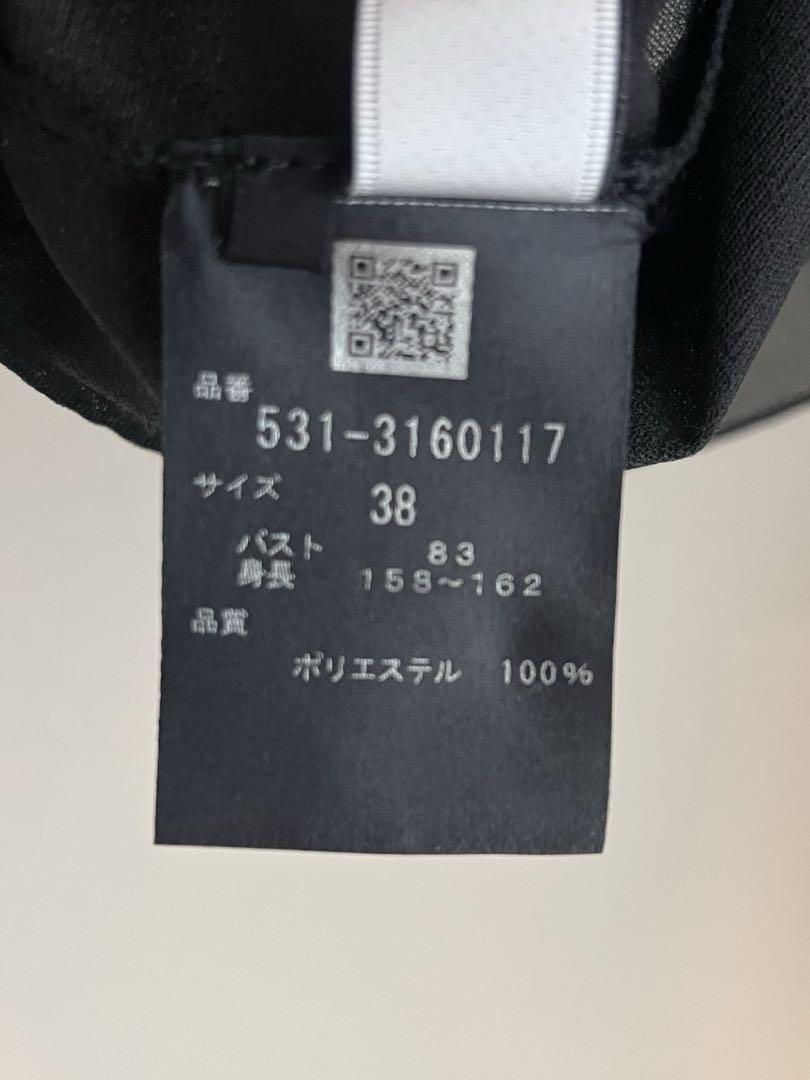 品番
531-3160117
サイズ 38
バスト 83
身長 158~162
品質
ポリエステル 100%